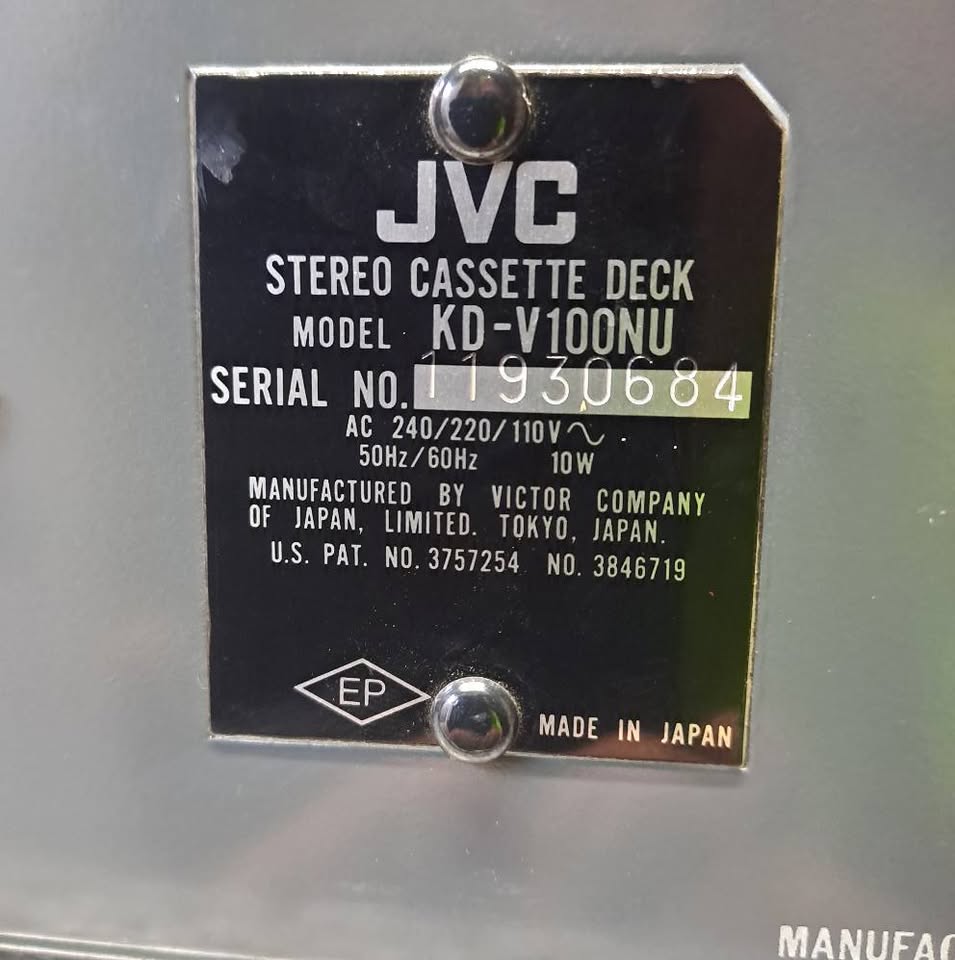 JVC
STEREO CASSETTE DECK
MODEL KD-V100NU
SERIAL NO. 11930684
AC 240/220/110V ~
50Hz/60Hz 10W
MANUFACTURED BY VICTOR COMPANY
OF JAPAN, LIMITED. TOKYO, JAPAN.
U.S. PAT. NO. 3757254 NO. 3846719
EP
MADE IN JAPAN
MANUFAC